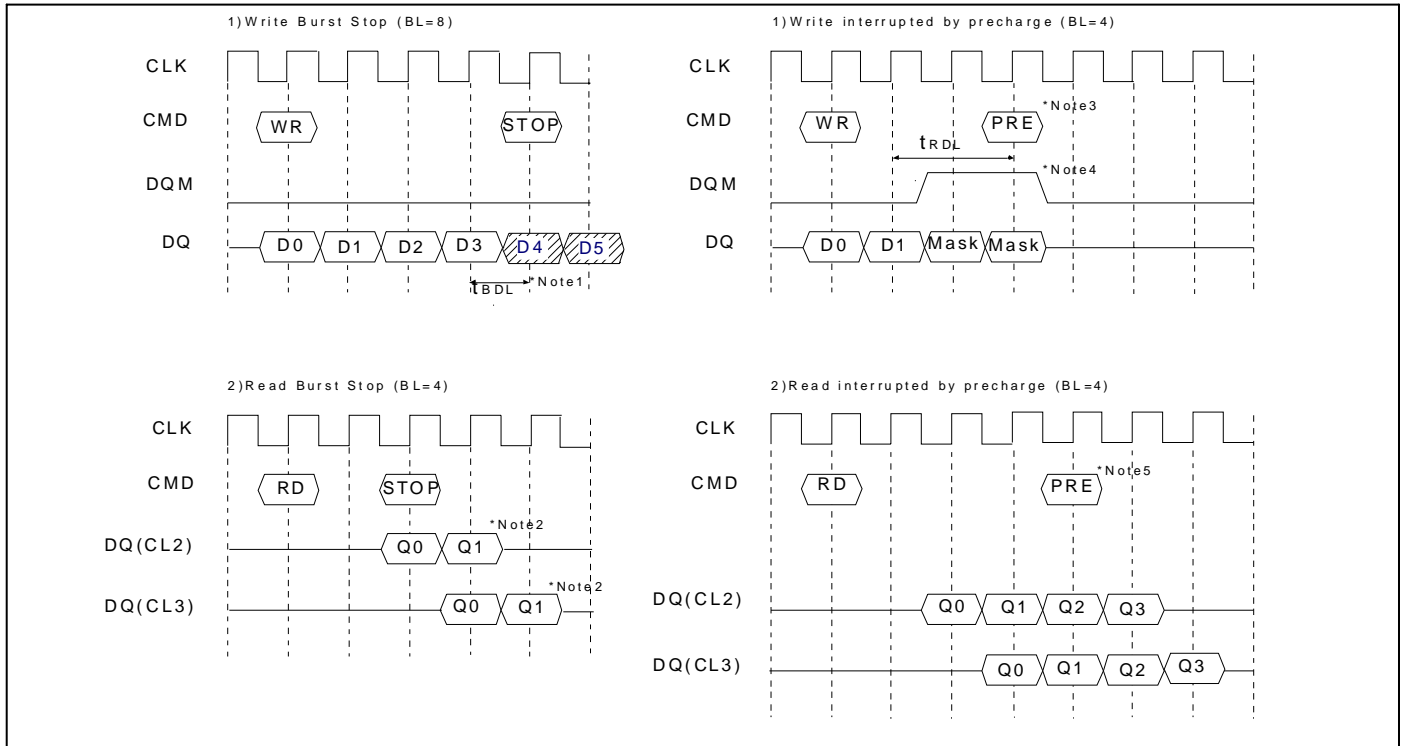 1)Write Burst Stop (BL=8)
CLK
CMD
WR
STOP
DQM
DQ
D0
D1
D2
D3
D4
D5
tBDL
*Note1
1)Write interrupted by precharge (BL=4)
CLK
CMD
WR
PRE
*Note3
tRDL
DQM
*Note4
DQ
D0
D1
Mask
Mask
2)Read Burst Stop (BL=4)
CLK
CMD
RD
STOP
DQ(CL2)
Q0
Q1
*Note2
DQ(CL3)
Q0
Q1
*Note2
2)Read interrupted by precharge (BL=4)
CLK
CMD
RD
PRE
*Note5
DQ(CL2)
Q0
Q1
Q2
Q3
DQ(CL3)
Q0
Q1
Q2
Q3